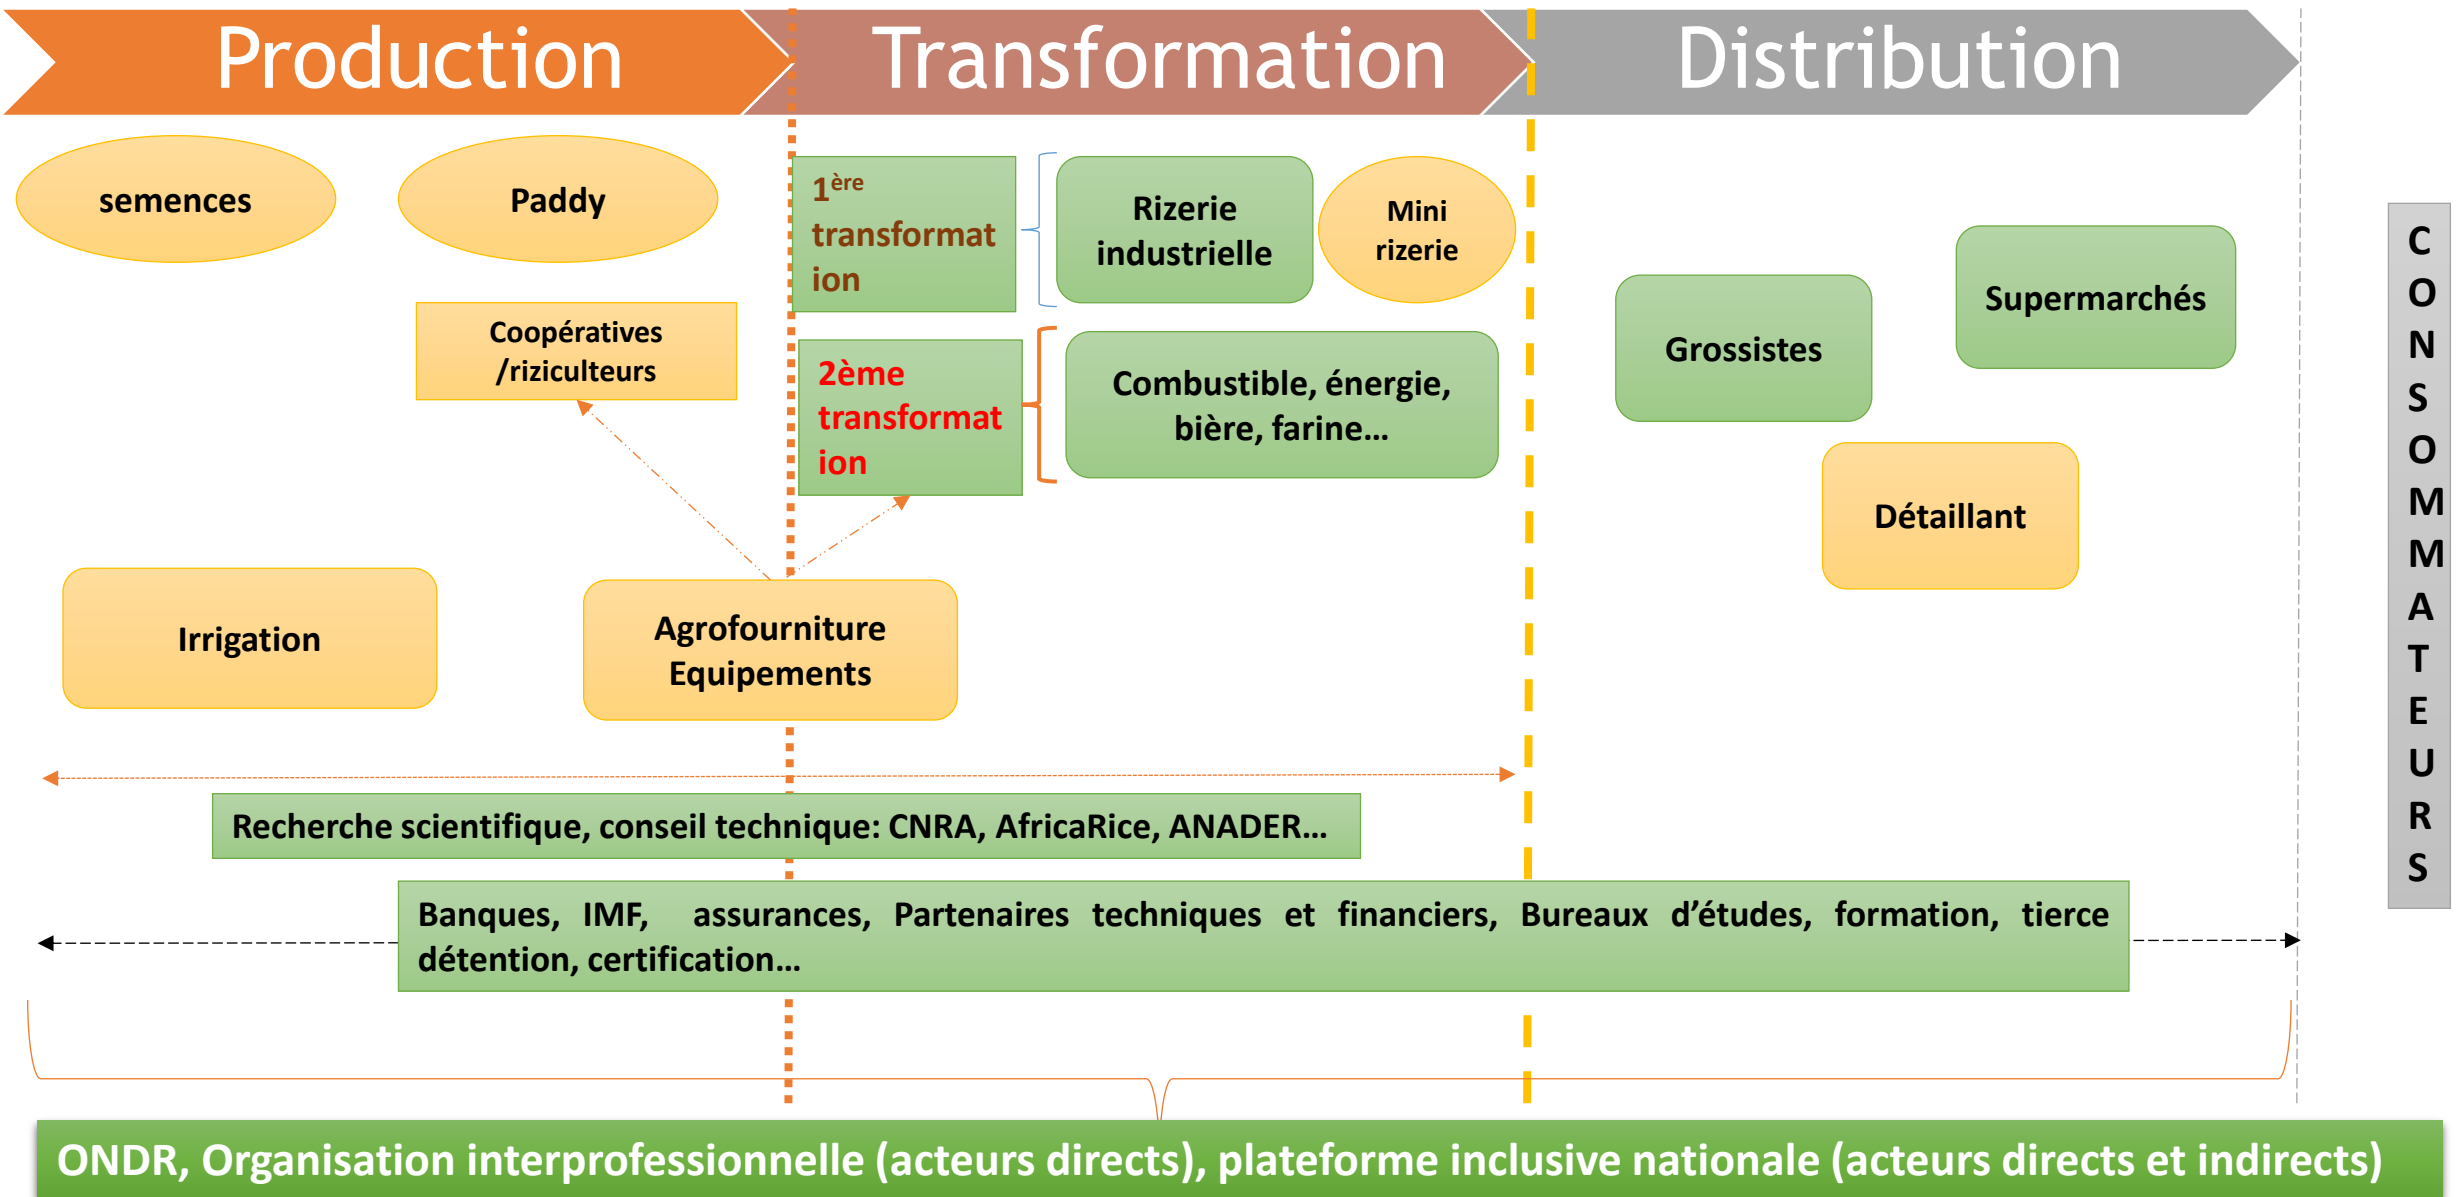 Production
Transformation
Distribution
semences
Paddy
Coopératives
/riziculteurs
Irrigation
Agrofourniture
Equipements
1ère
transformat
ion
Rizerie
industrielle
Mini
rizerie
2ème
transformat
ion
Combustible, énergie,
bière, farine...
Grossistes
Supermarchés
Détaillant
C
O
N
S
O
M
M
A
T
E
U
R
S
Recherche scientifique, conseil technique: CNRA, AfricaRice, ANADER...
Banques, IMF, assurances, Partenaires techniques et financiers, Bureaux d’études, formation, tierce
détention, certification...
ONDR, Organisation interprofessionnelle (acteurs directs), plateforme inclusive nationale (acteurs directs et indirects)